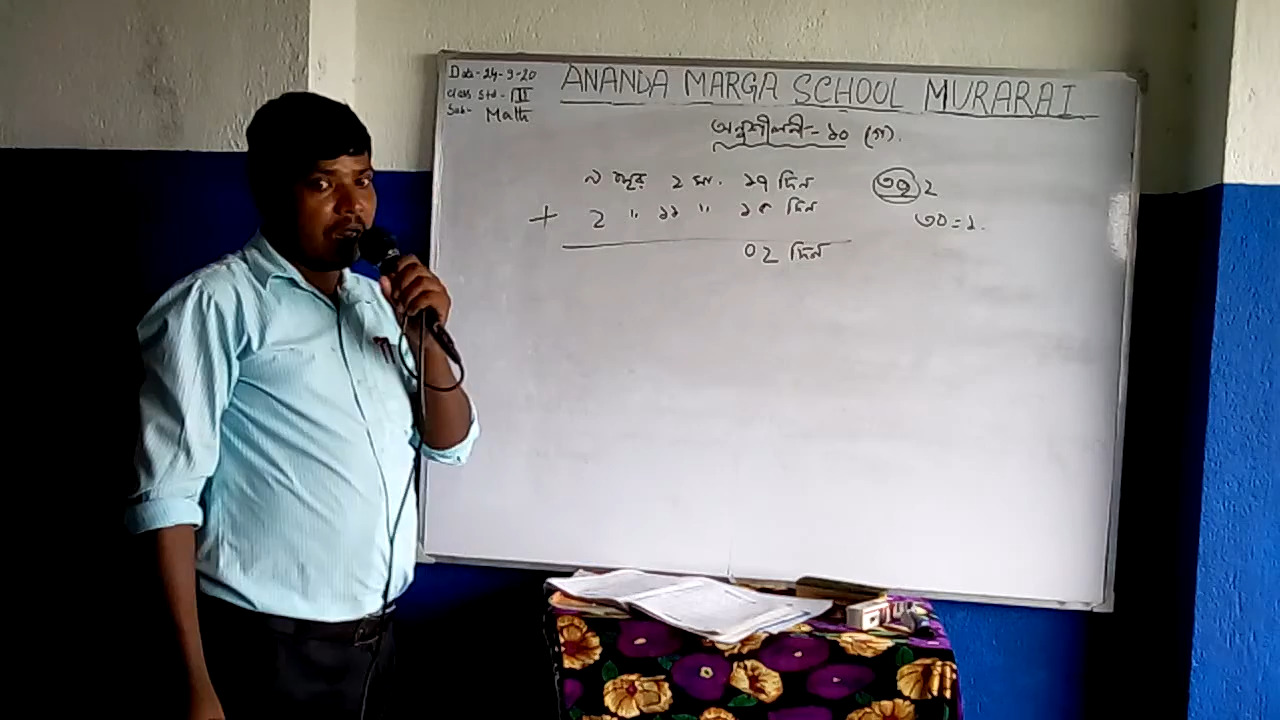 Date - 24-9-20
Class Std - III
Sub - Math
ANANDA MARGA SCHOOL MURARAI
অনুশীলনী - ১০ (গ).
৯ বছর ২ মা. ১৭ দিন
+ ২ " ১১ " ১৫ দিন
০২ দিন
৩২
৩০ = ১.